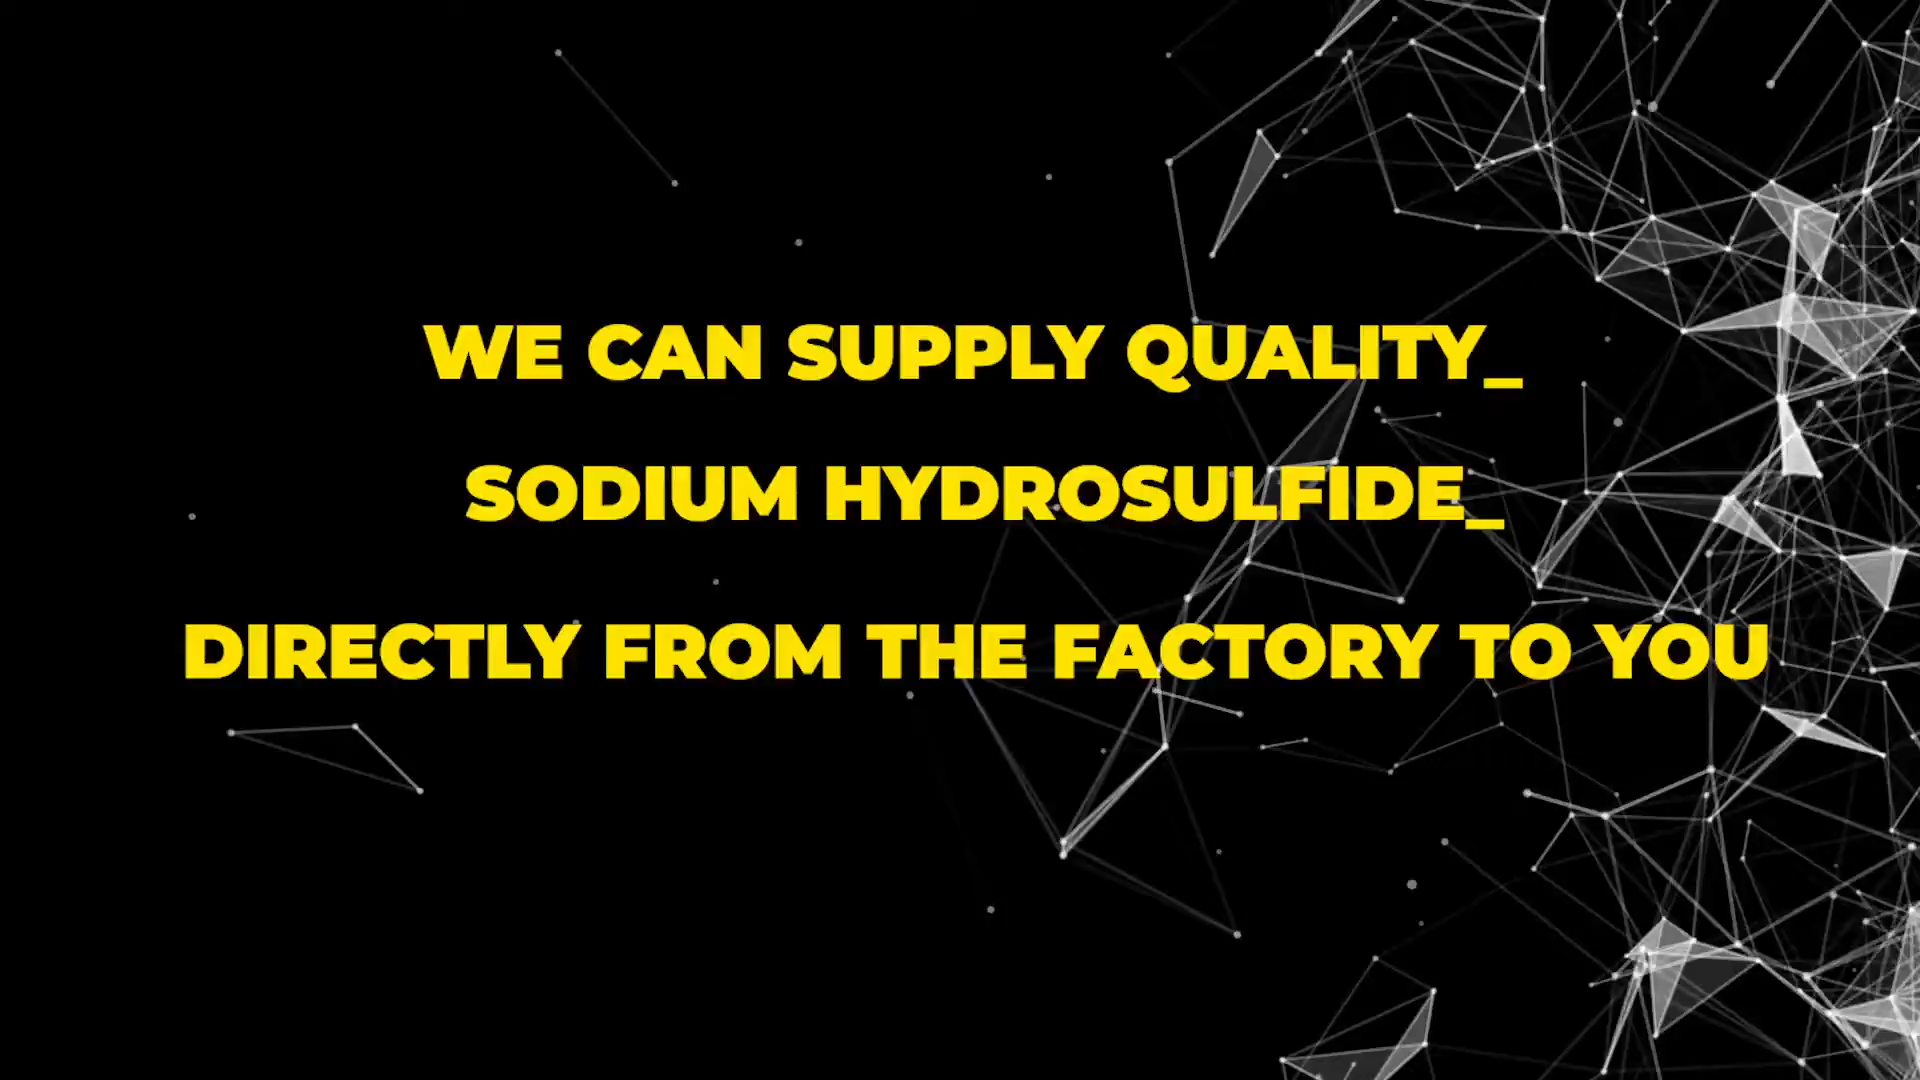 WE CAN SUPPLY QUALITY_
SODIUM HYDROSULFIDE_
DIRECTLY FROM THE FACTORY TO YOU